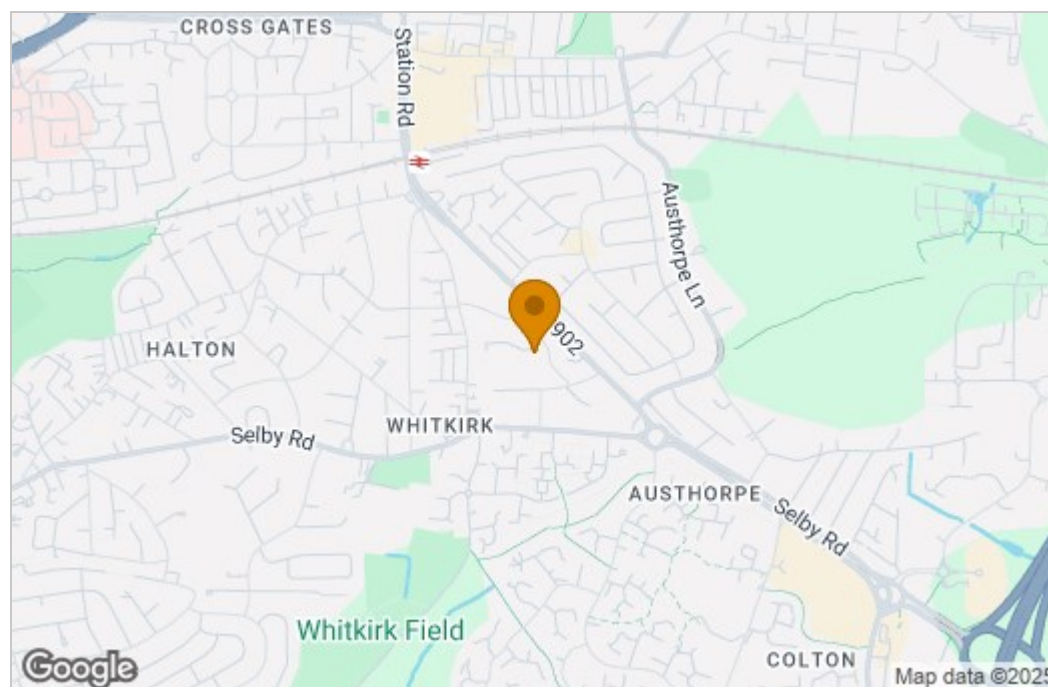 CROSS GATES
Station Rd
Austhorpe Ln
902
HALTON
WHITKIRK
Selby Rd
AUSTHORPE
Selby Rd
Whitkirk Field
COLTON
Google
Map data ©2025